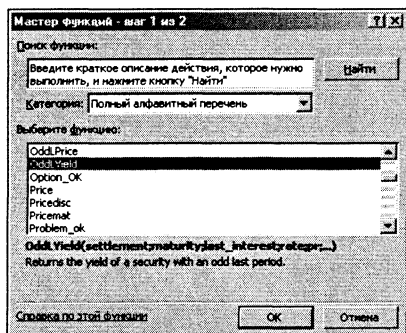 Мастер функций - шаг 1 из 2
Поиск функции:
Введите краткое описание действия, которое нужно
выполнить, и нажните кнопку "Найти"
Найти
Категория: Полный алфавитный перечень
Выберите функцию:
OddLPrice
OddLYield
Option_OK
Price
Pricedisc
Pricemat
Problem_ok
OddLYield(settlement;maturity;last_interest;rate;pr;...)
Returns the yield of a security with an odd last period.
Справка по этой функции
OK
Отмена